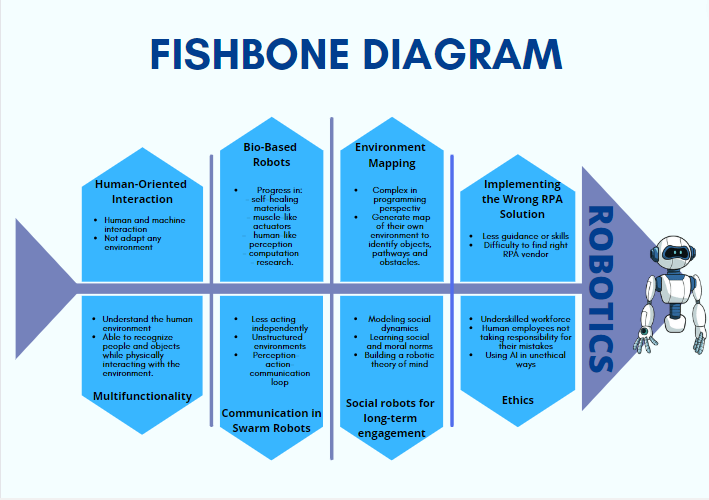 FISHBONE DIAGRAM
Human-Oriented
Interaction
• Human and machine
interaction
• Not adapt any
environment
Bio-Based
Robots
• Progress in:
- self-healing
materials
- muscle-like
actuators
- human-like
perception
- computation
- research.
Environment
Mapping
• Complex in
programming
perspectiv
• Generate map
of their own
environment to
identify objects,
pathways and
obstacles.
Implementing
the Wrong RPA
Solution
• Less guidance or skills
• Difficulty to find right
RPA vendor
ROBOTICS
• Understand the human
environment
• Able to recognize
people and objects
while physically
interacting with the
environment.
Multifunctionality
• Less acting
independently
• Unstructured
environments
• Perception-
action
communication
loop
Communication in
Swarm Robots
• Modeling social
dynamics
• Learning social
and moral norms
• Building a robotic
theory of mind
Social robots for
long-term
engagement
• Underskilled workforce
• Human employees not
taking responsibility for
their mistakes
• Using AI in unethical
ways
Ethics